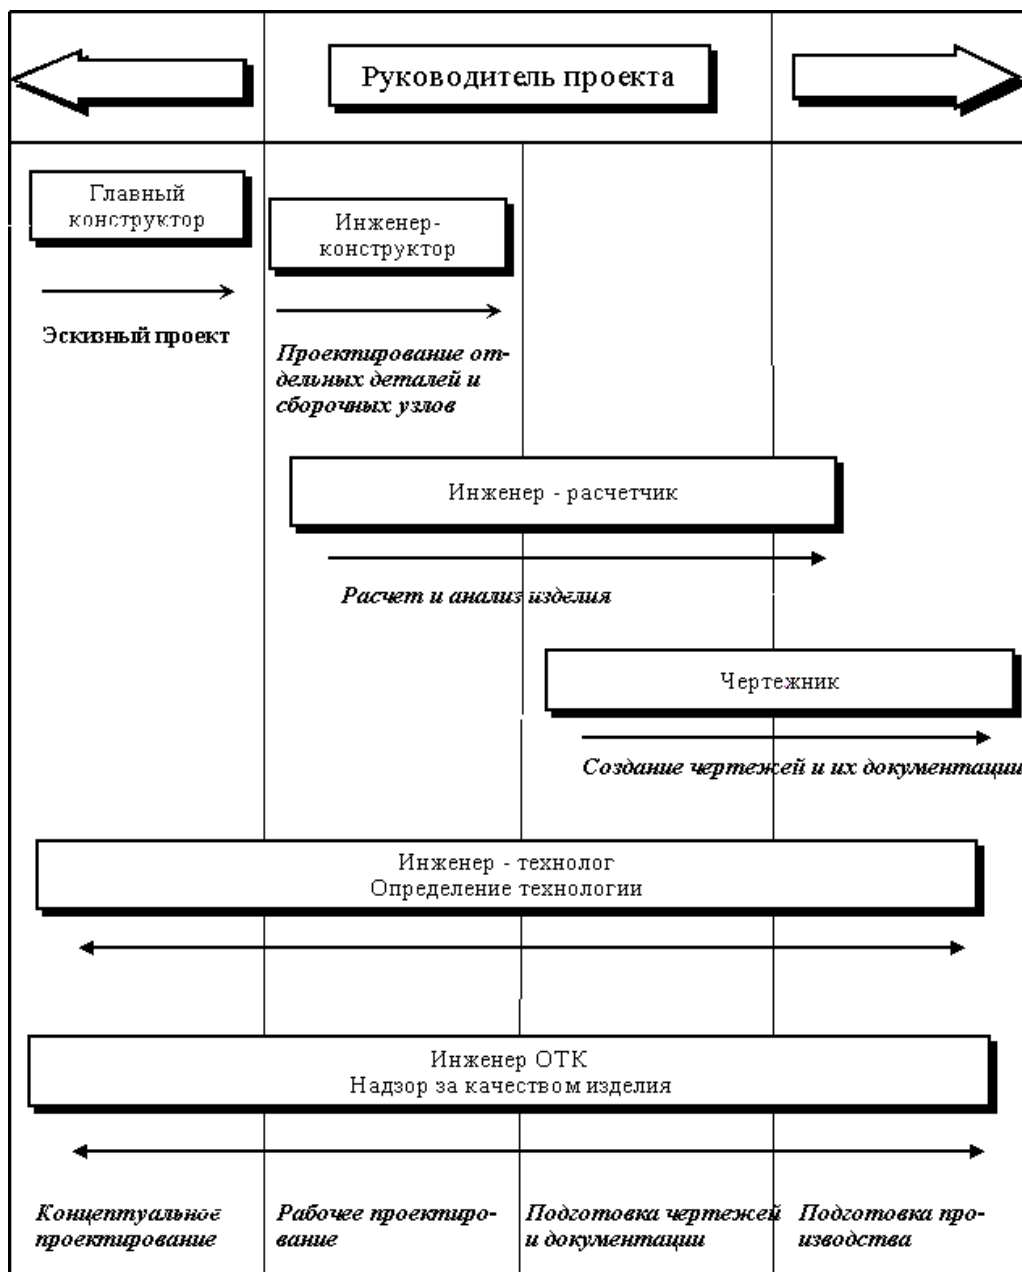 Руководитель проекта
Главный
конструктор
Инженер-
конструктор
Эскизный проект
Проектирование от-
дельных деталей и
сборочных узлов
Инженер - расчетчик
Расчет и анализ изделия
Чертежник
Создание чертежей и их документации
Инженер - технолог
Определение технологии
Инженер ОТК
Надзор за качеством изделия
Концептуальное
проектирование
Рабочее проектиро-
вание
Подготовка чертежей
и документации
Подготовка про-
изводства